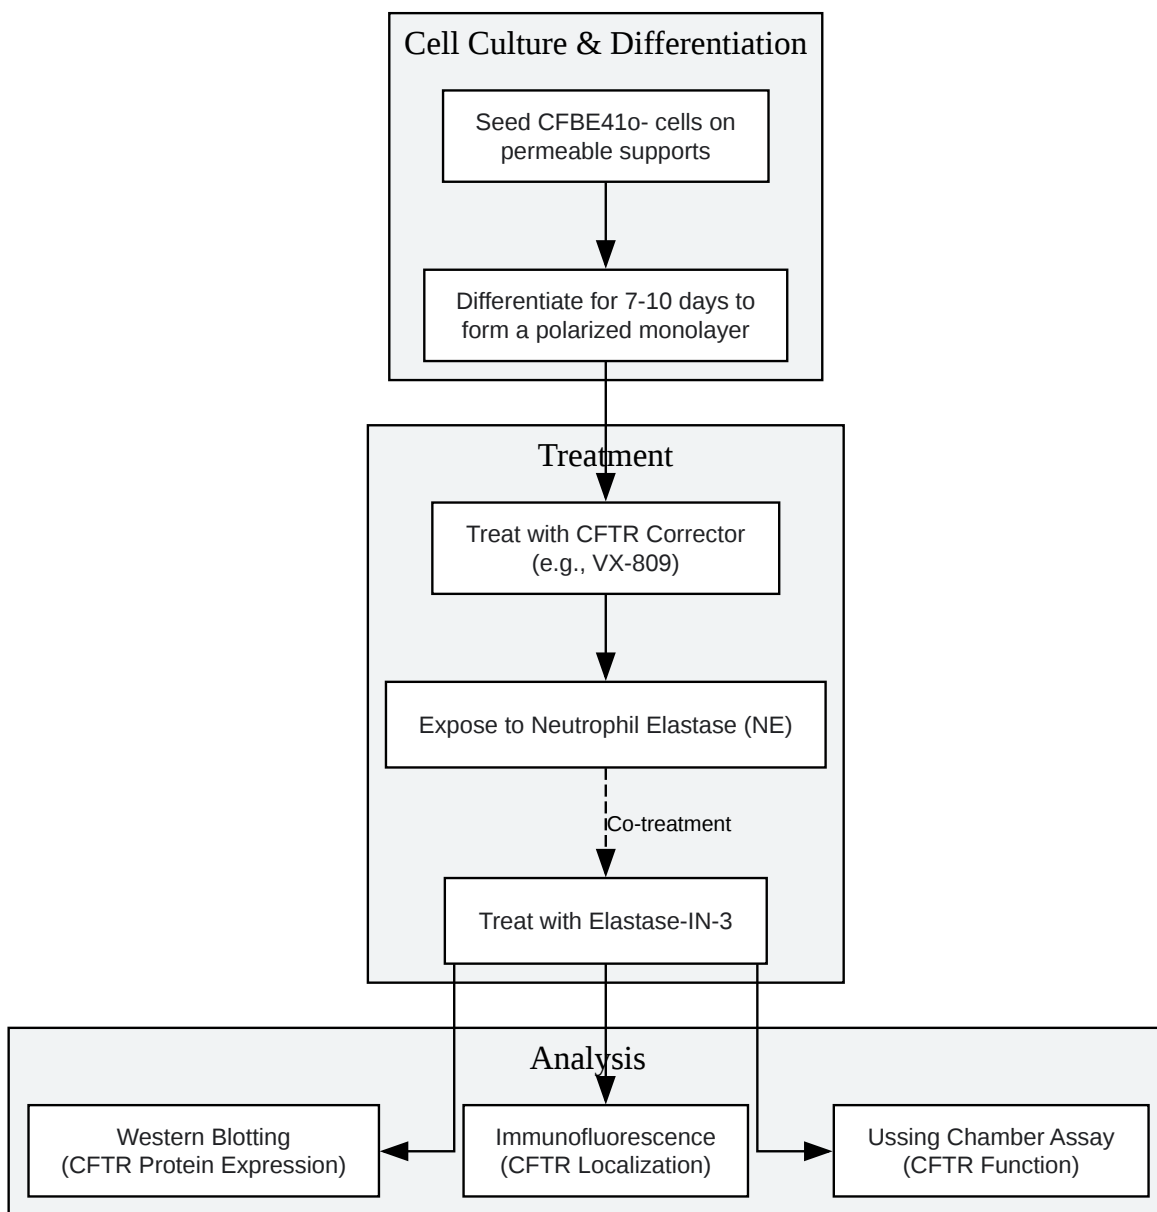 Cell Culture & Differentiation
Seed CFBE41o- cells on
permeable supports
Differentiate for 7-10 days to
form a polarized monolayer
Treatment
Treat with CFTR Corrector
(e.g., VX-809)
Expose to Neutrophil Elastase (NE)
Co-treatment
Treat with Elastase-IN-3
Analysis
Western Blotting
(CFTR Protein Expression)
Immunofluorescence
(CFTR Localization)
Ussing Chamber Assay
(CFTR Function)